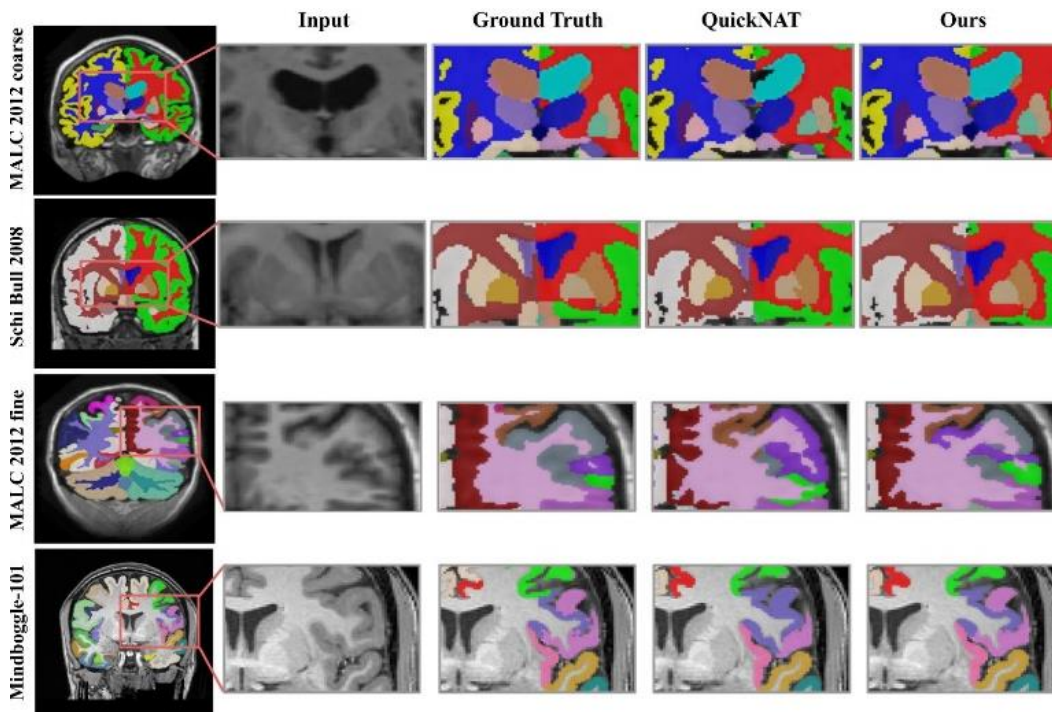 Input Ground Truth QuickNAT Ours
MALC 2012 coarse
Schi Bull 2008
MALC 2012 fine
Mindboggle-101